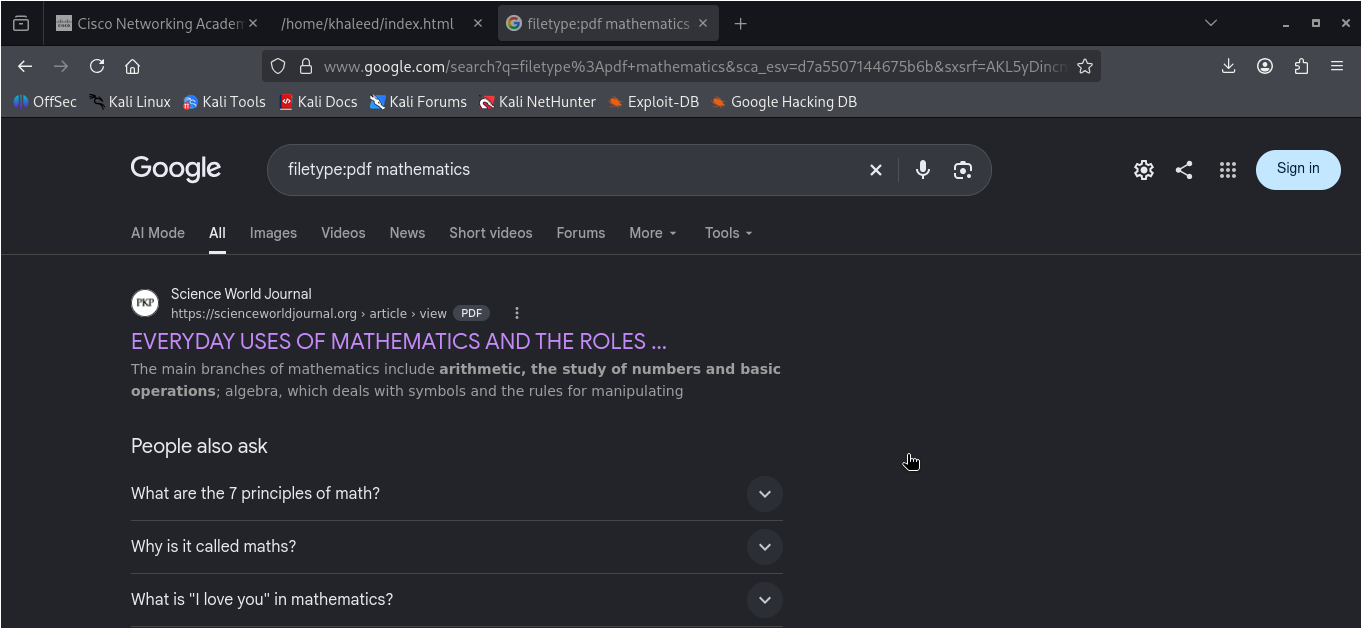 Cisco Networking Academ
/home/khaleed/index.html
filetype:pdf mathematics
www.google.com/search?q=filetype%3Apdf+mathematics&sca_esv=d7a5507144675b6b&sxsrf=AKL5yDincn
OffSec Kali Linux Kali Tools Kali Docs Kali Forums Kali NetHunter Exploit-DB Google Hacking DB
Google
filetype:pdf mathematics
Sign in
AI Mode All Images Videos News Short videos Forums More Tools
PKP
Science World Journal
https://scienceworldjournal.org › article › view PDF
EVERYDAY USES OF MATHEMATICS AND THE ROLES ...
The main branches of mathematics include arithmetic, the study of numbers and basic
operations; algebra, which deals with symbols and the rules for manipulating
People also ask
What are the 7 principles of math?
Why is it called maths?
What is "I love you" in mathematics?